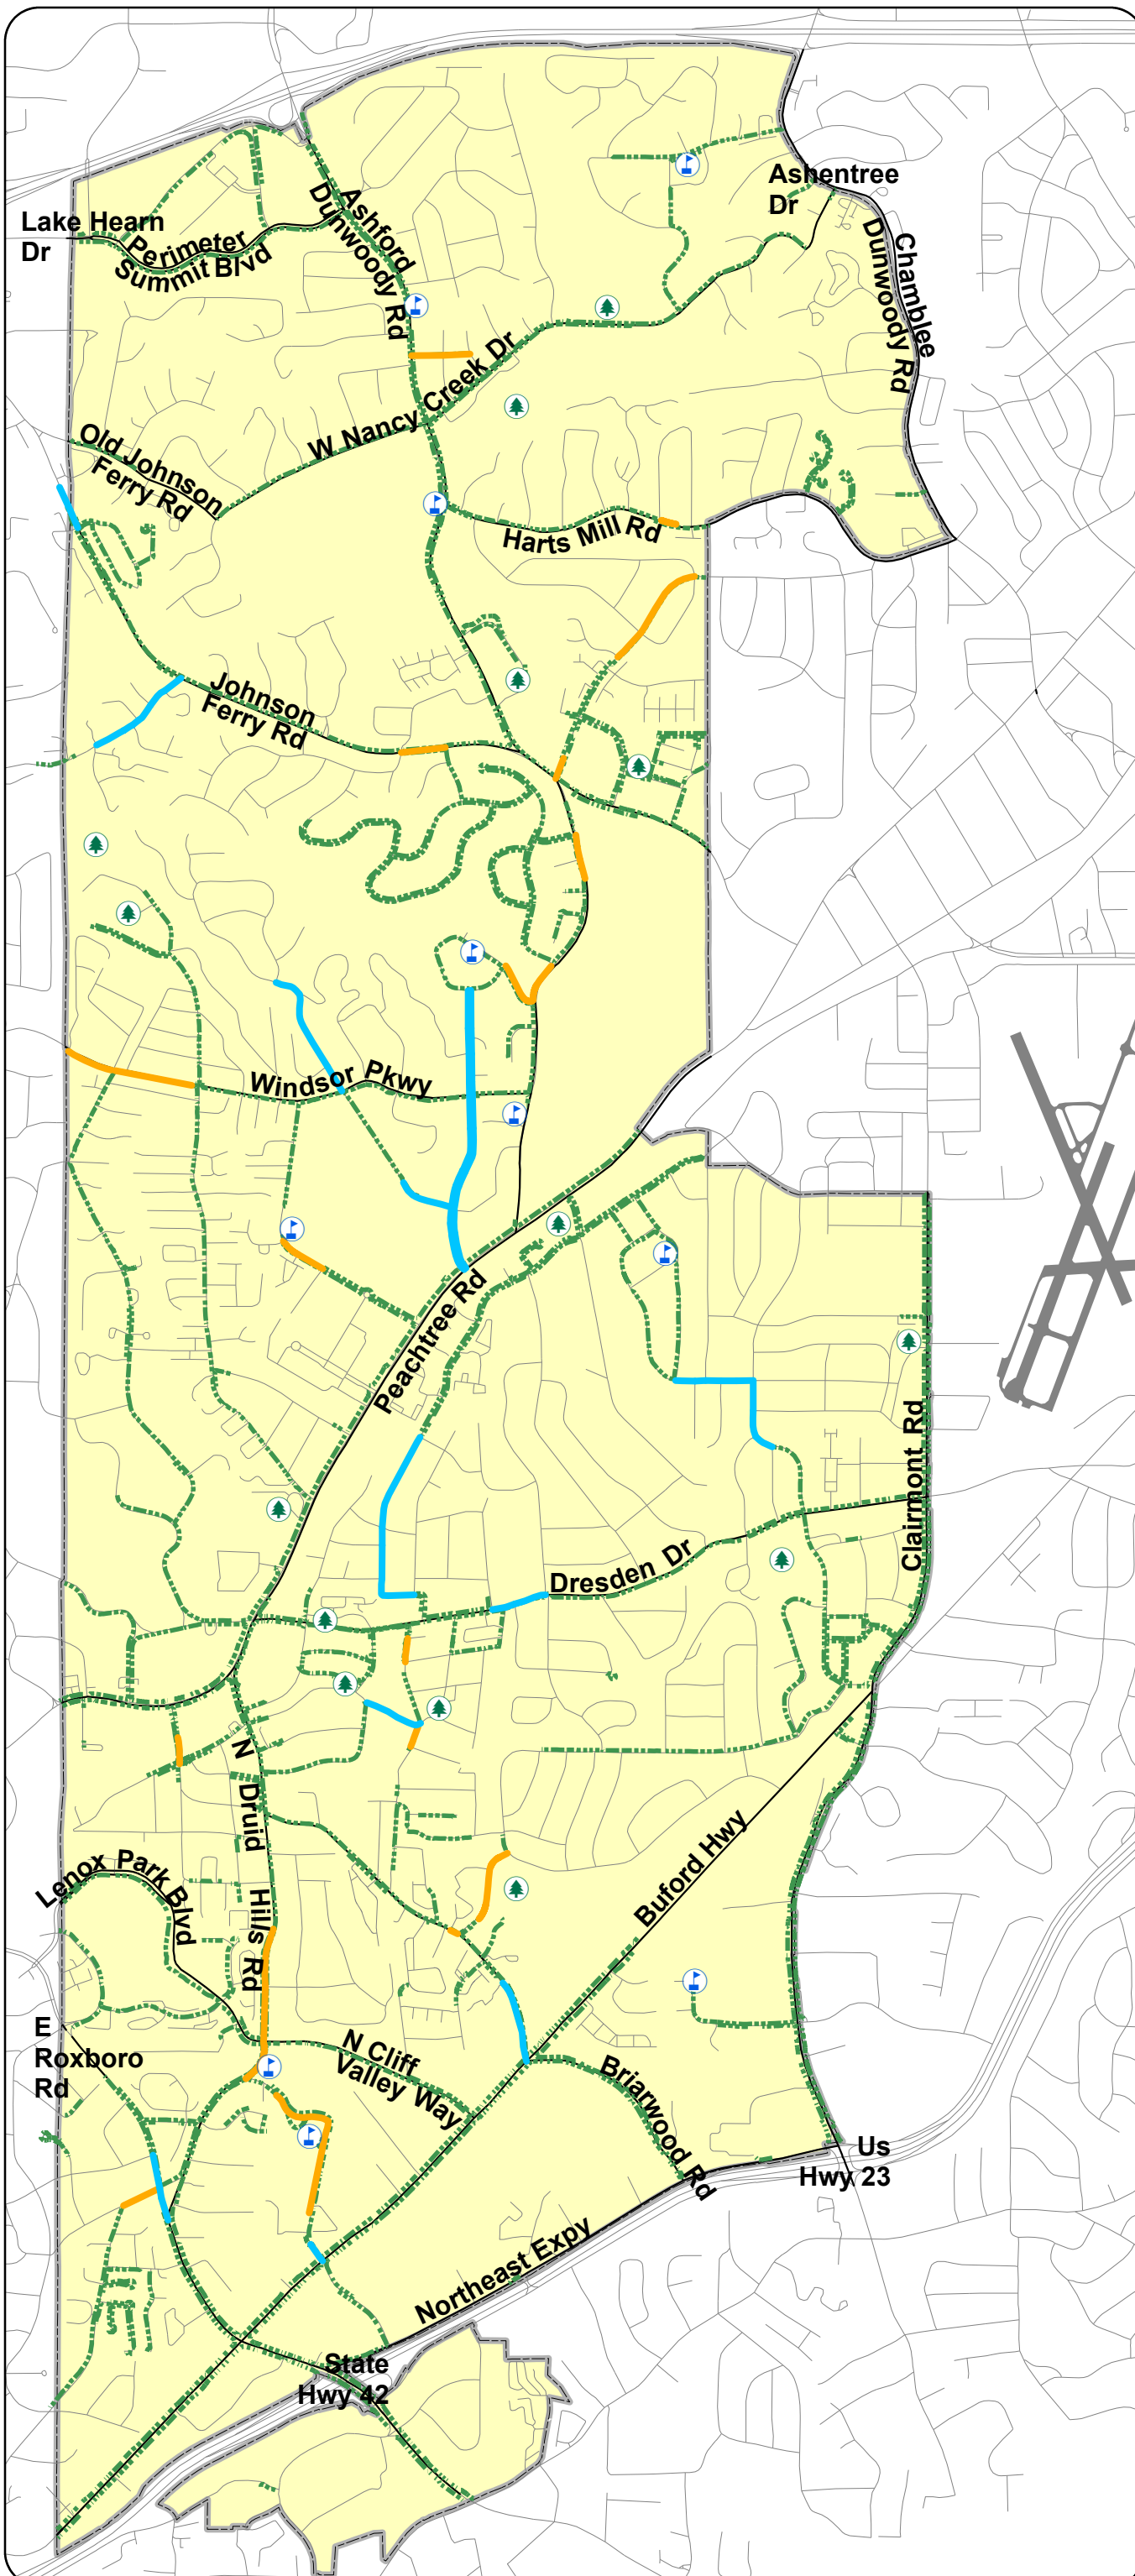 Ashentree
Dr
Lake Hearn
Dr
Perimeter
Summit Blvd
Ashford
Dunwoody Rd
Chamblee
Dunwoody Rd
W Nancy Creek Dr
Old Johnson
Ferry Rd
Harts Mill Rd
Johnson
Ferry Rd
Windsor Pkwy
Peachtree Rd
Clairmont Rd
Dresden Dr
N Druid Hills Rd
Buford Hwy
Lenox Park Blvd
E
Roxboro
Rd
N Cliff
Valley Way
Briarwood Rd
Us
Hwy 23
Northeast Expy
State
Hwy 42